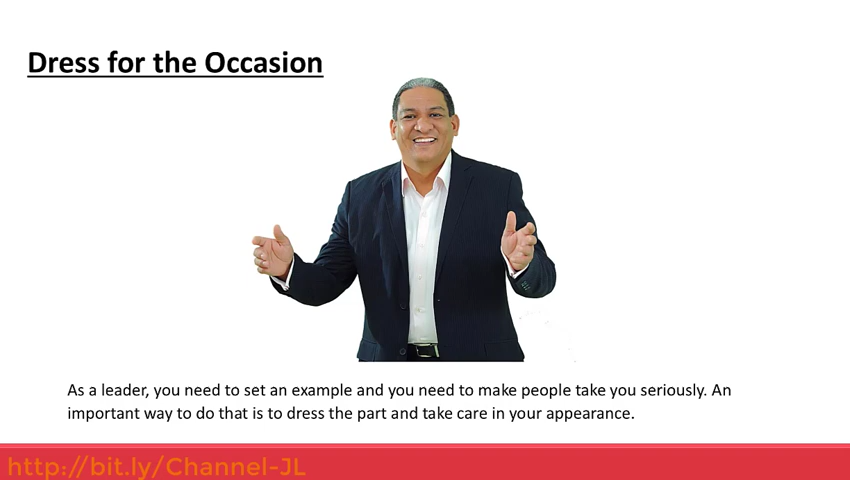 Dress for the Occasion
As a leader, you need to set an example and you need to make people take you seriously. An
important way to do that is to dress the part and take care in your appearance.
http://bit.ly/Channel-JL